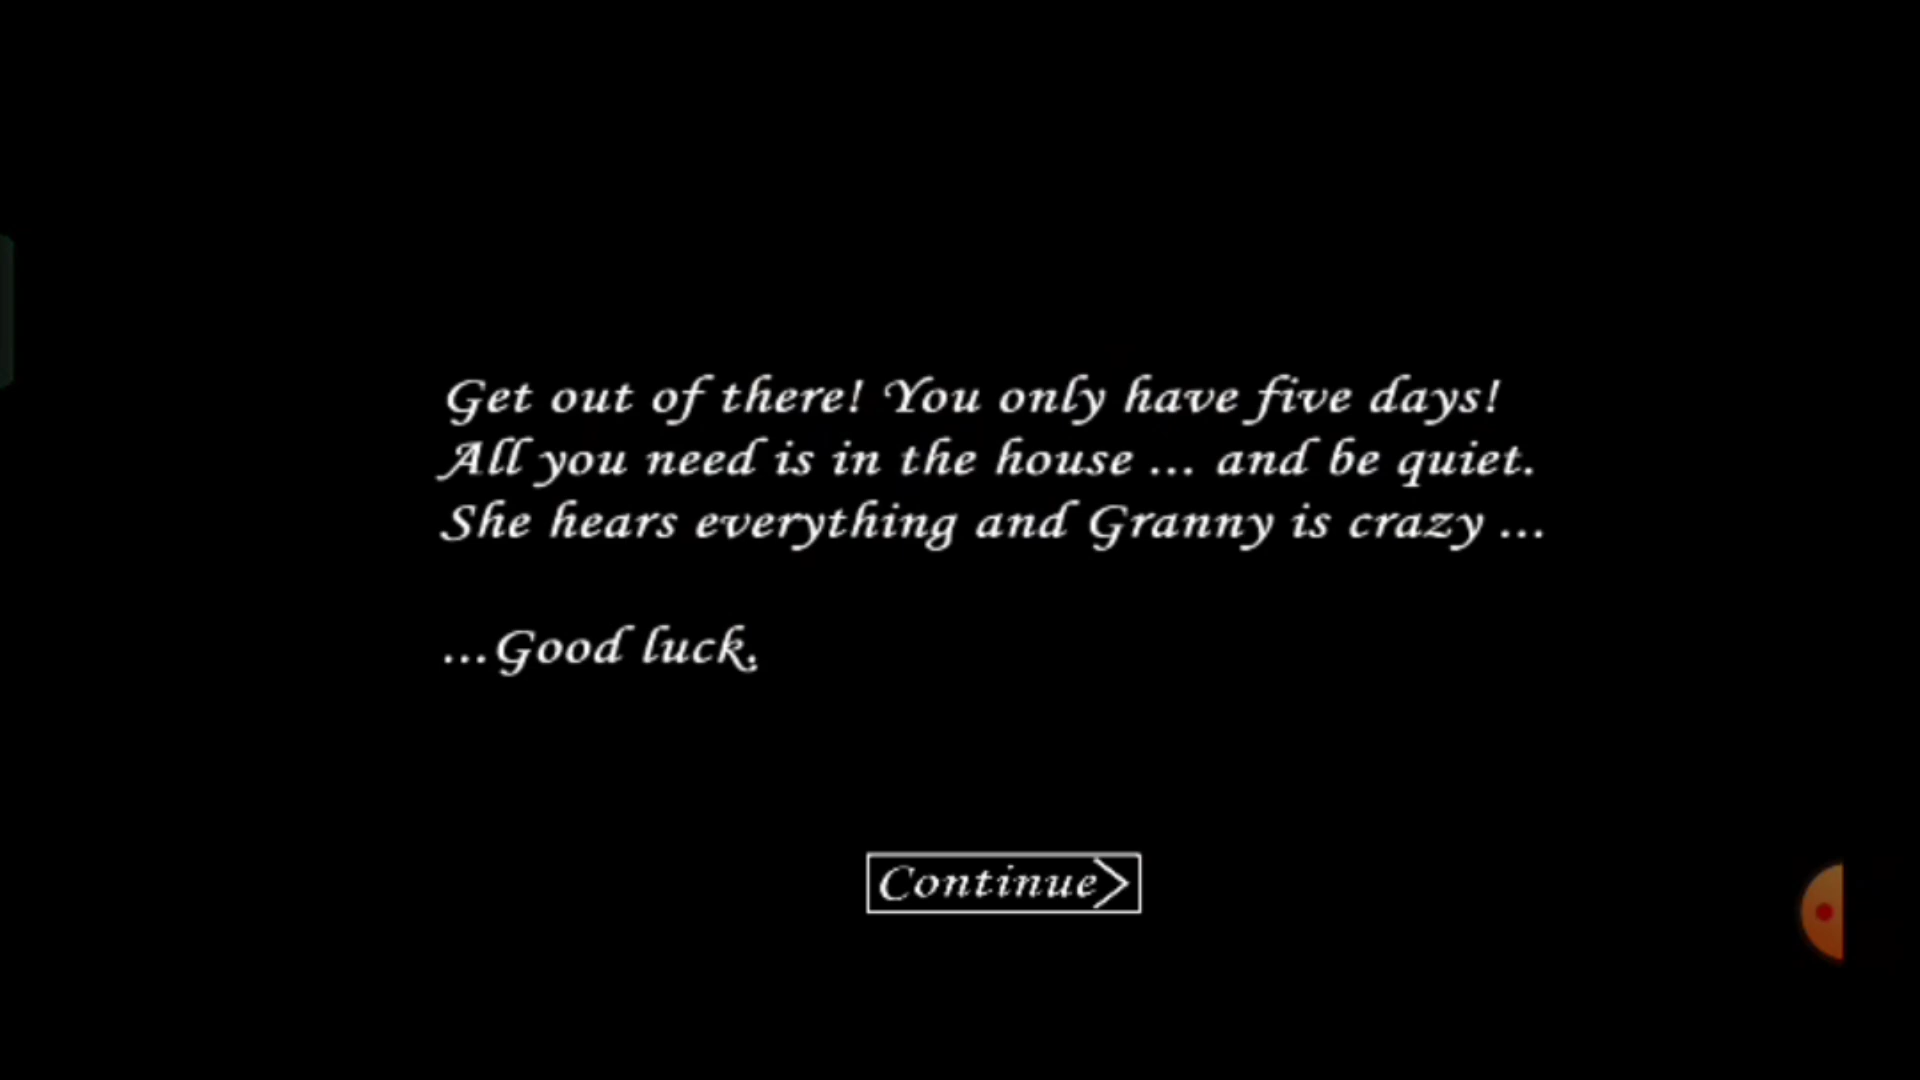 Get out of there! You only have five days!
All you need is in the house ... and be quiet.
She hears everything and Granny is crazy ...
...Good luck.
Continue>